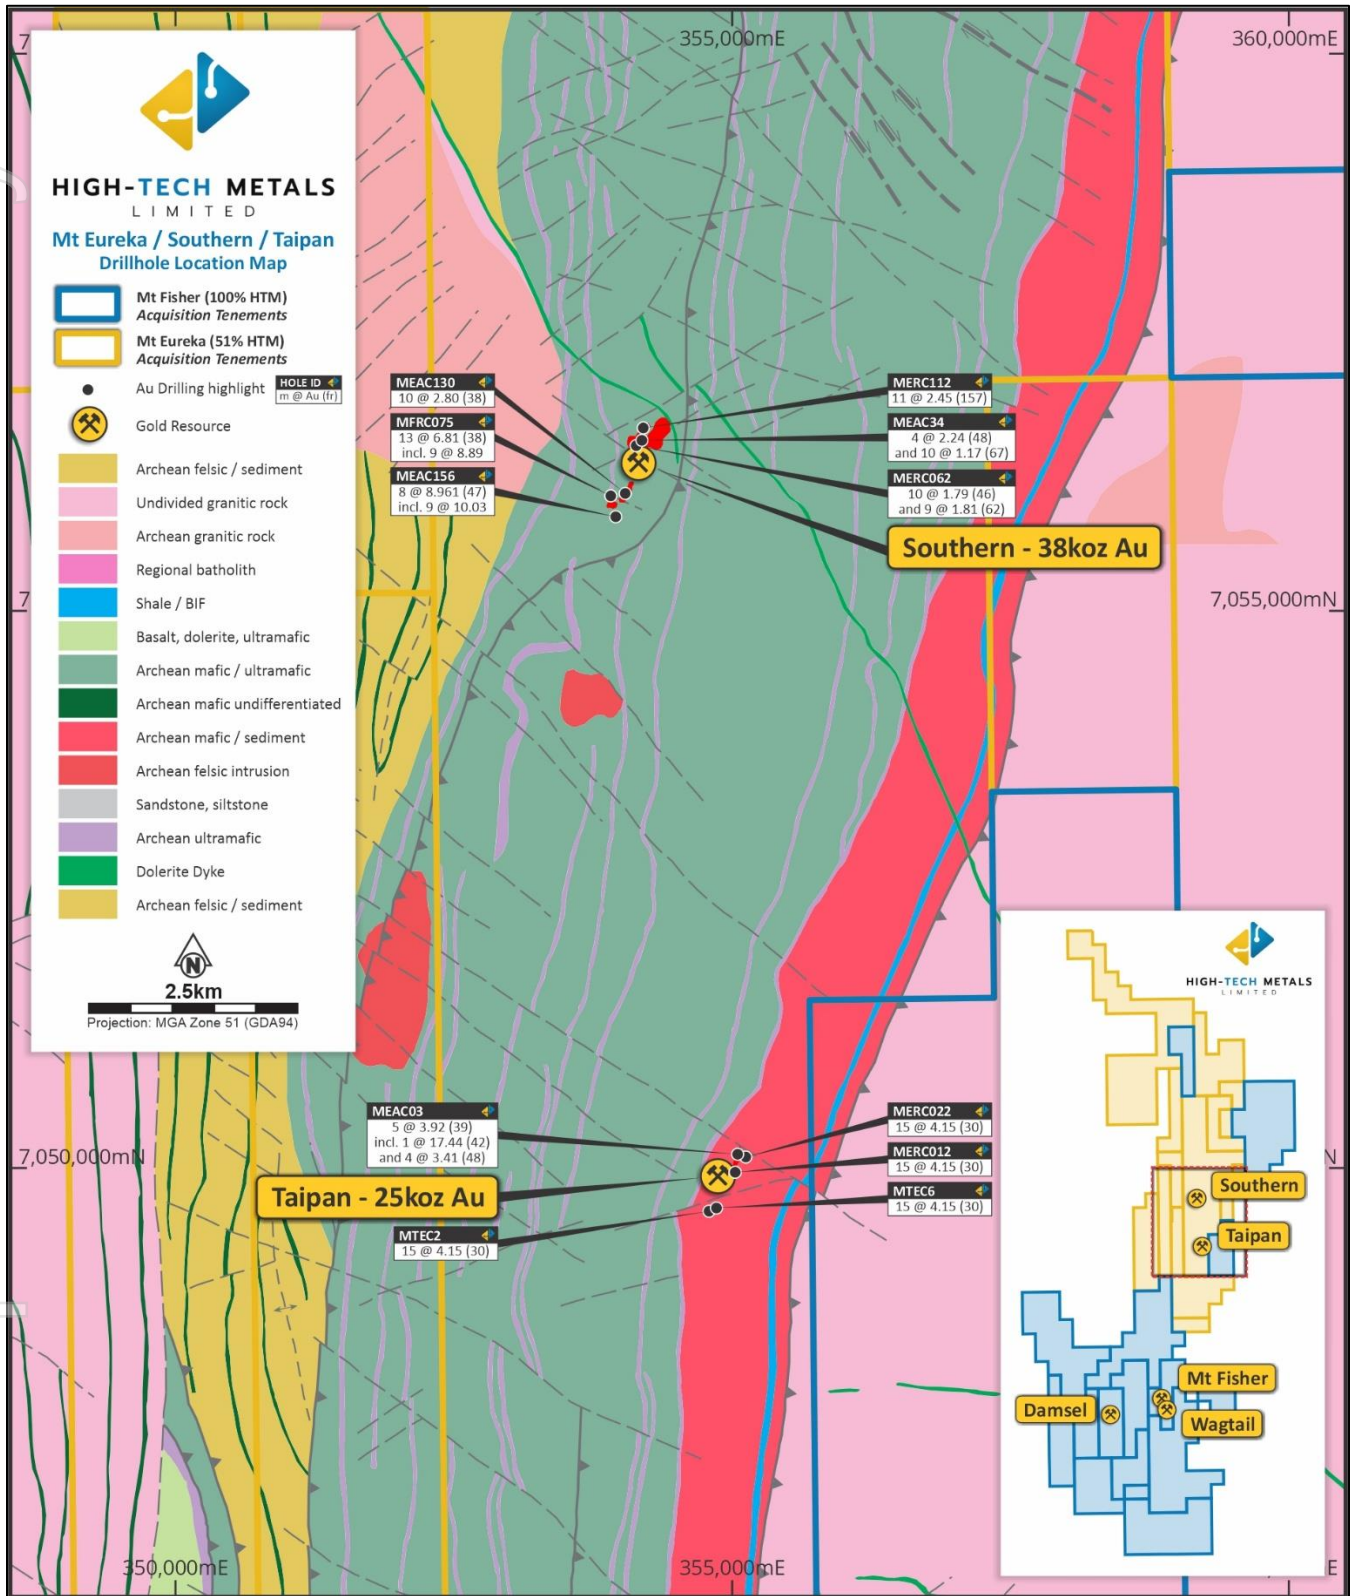 355,000mE
360,000mE
HIGH-TECH METALS
LIMITED
Mt Eureka / Southern / Taipan
Drillhole Location Map
Mt Fisher (100% HTM)
Acquisition Tenements
Mt Eureka (51% HTM)
Acquisition Tenements
Au Drilling highlight
HOLE ID
m @ Au (fr)
Gold Resource
Archean felsic / sediment
Undivided granitic rock
Archean granitic rock
Regional batholith
Shale / BIF
Basalt, dolerite, ultramafic
Archean mafic / ultramafic
Archean mafic undifferentiated
Archean mafic / sediment
Archean felsic intrusion
Sandstone, siltstone
Archean ultramafic
Dolerite Dyke
Archean felsic / sediment
N
2.5km
Projection: MGA Zone 51 (GDA94)
MEAC130
10 @ 2.80 (38)
MFRC075
13 @ 6.81 (38)
incl. 9 @ 8.89
MEAC156
8 @ 8.961 (47)
incl. 9 @ 10.03
MERC112
11 @ 2.45 (157)
MEAC34
4 @ 2.24 (48)
and 10 @ 1.17 (67)
MERC062
10 @ 1.79 (46)
and 9 @ 1.81 (62)
Southern - 38koz Au
7,055,000mN
MEAC03
5 @ 3.92 (39)
incl. 1 @ 17.44 (42)
and 4 @ 3.41 (48)
7,050,000mN
Taipan - 25koz Au
MTEC2
15 @ 4.15 (30)
MERC022
15 @ 4.15 (30)
MERC012
15 @ 4.15 (30)
MTEC6
15 @ 4.15 (30)
HIGH-TECH METALS
LIMITED
Southern
Taipan
Mt Fisher
Damsel
Wagtail
350,000mE
355,000mE